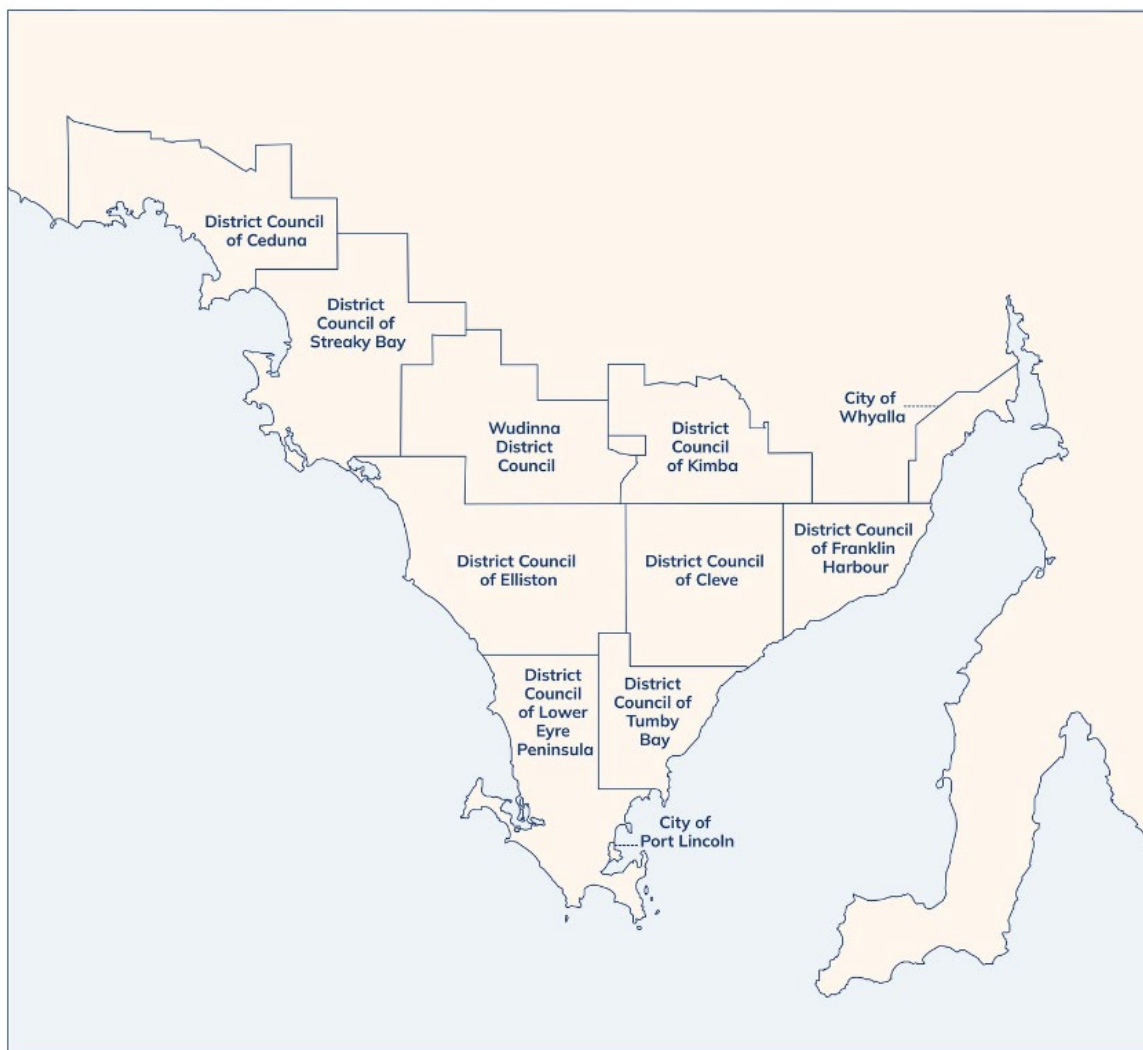 District Council
of Ceduna
District
Council of
Streaky Bay
City of
Whyalla
Wudinna
District
Council
District
Council
of Kimba
District Council
of Elliston
District Council
of Cleve
District Council
of Franklin
Harbour
District
Council
of Lower
Eyre
Peninsula
District
Council of
Tumby
Bay
City of
Port Lincoln